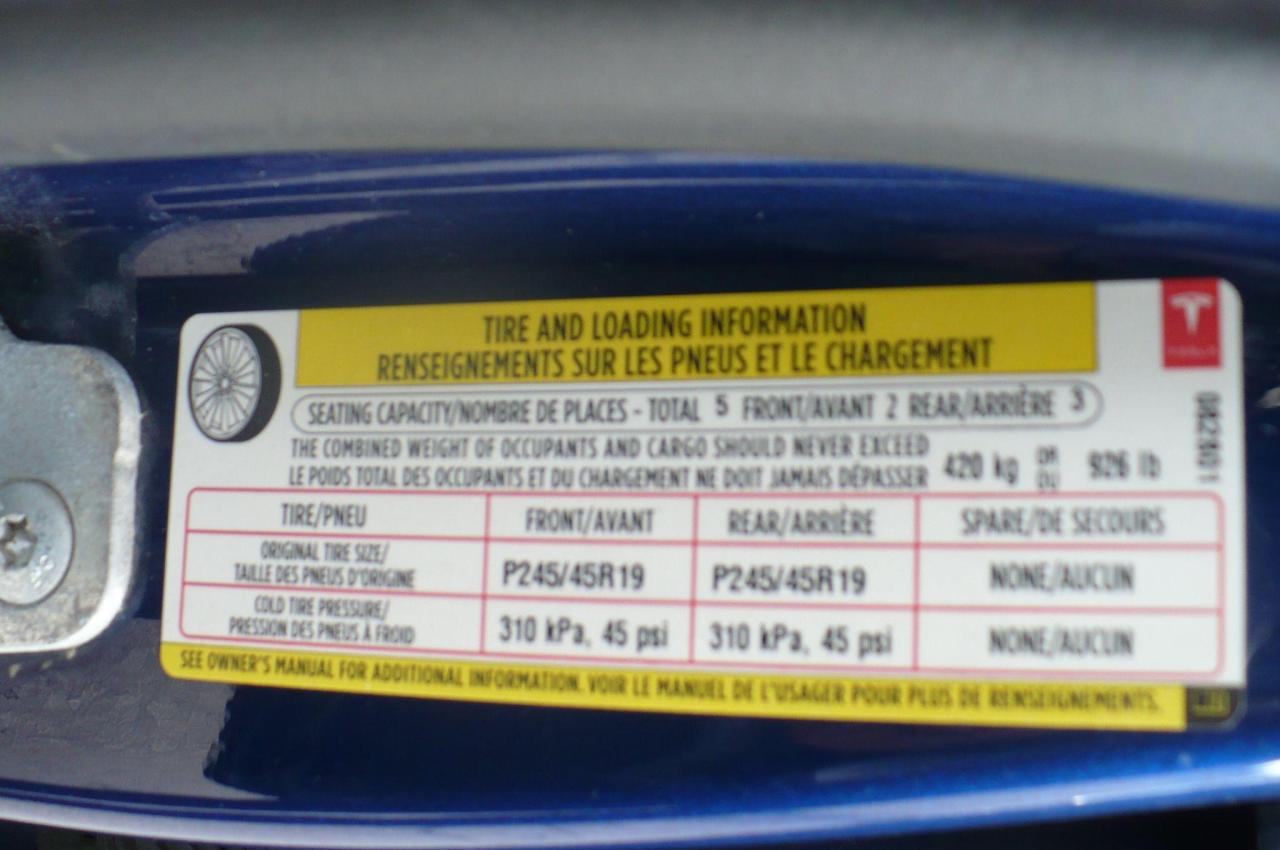 TIRE AND LOADING INFORMATION
RENSEIGNEMENTS SUR LES PNEUS ET LE CHARGEMENT
SEATING CAPACITY/NOMBRE DE PLACES - TOTAL 5 FRONT/AVANT 2 REAR/ARRIÈRE 3
THE COMBINED WEIGHT OF OCCUPANTS AND CARGO SHOULD NEVER EXCEED
LE POIDS TOTAL DES OCCUPANTS ET DU CHARGEMENT NE DOIT JAMAIS DÉPASSER
420 kg OR OU 926 lb
TIRE/PNEU FRONT/AVANT REAR/ARRIÈRE SPARE/DE SECOURS
ORIGINAL TIRE SIZE/
TAILLE DES PNEUS D'ORIGINE P245/45R19 P245/45R19 NONE/AUCUN
COLD TIRE PRESSURE/
PRESSION DES PNEUS À FROID 310 kPa, 45 psi 310 kPa, 45 psi NONE/AUCUN
SEE OWNER'S MANUAL FOR ADDITIONAL INFORMATION. VOIR LE MANUEL DE L'USAGER POUR PLUS DE RENSEIGNEMENTS.
TESLA